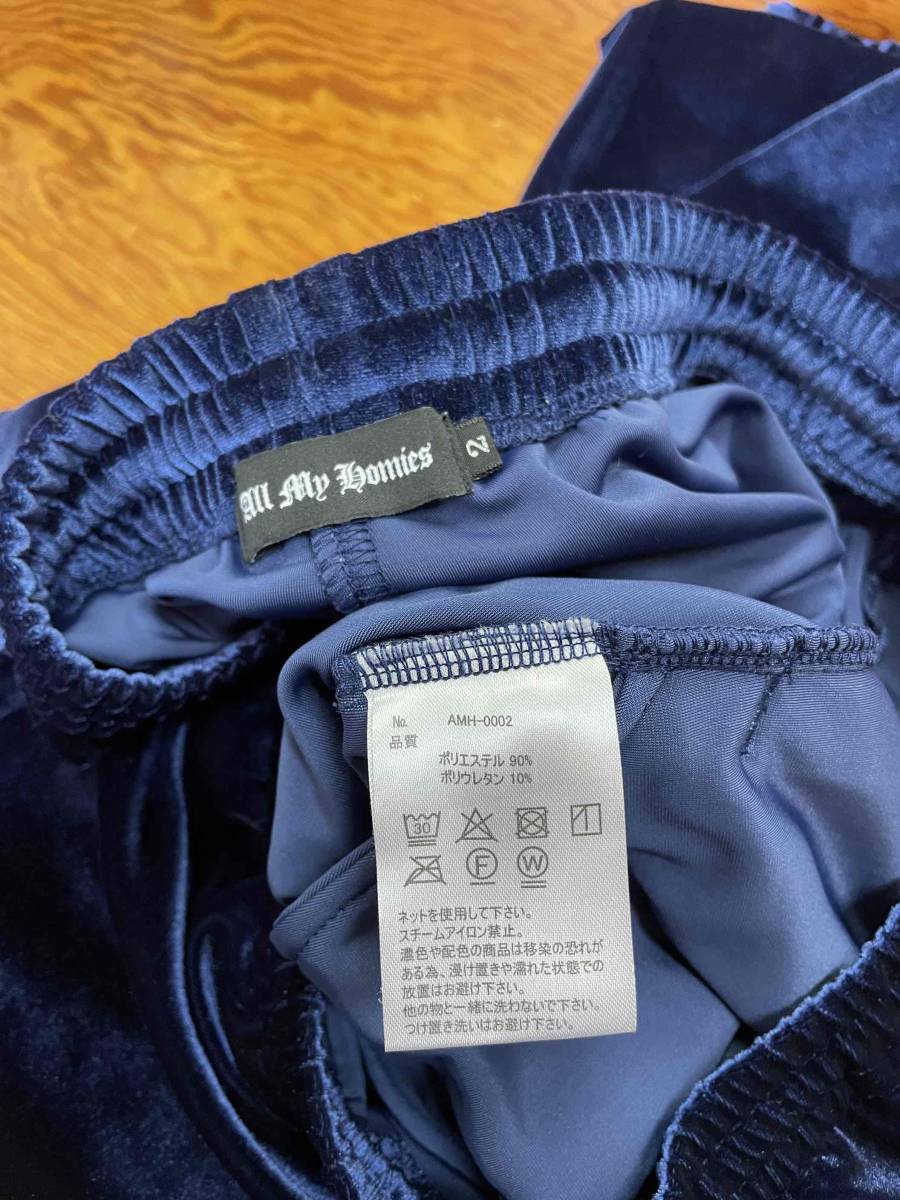 All My Homies
2
No. AMH-0002
品質
ポリエステル 90%
ポリウレタン 10%
30
F W
ネットを使用して下さい。
スチームアイロン禁止。
濃色や配色の商品は移染の恐れが
ある為、浸け置きや濡れた状態での
放置はお避け下さい。
他の物と一緒に洗わないで下さい。
つけ置き洗いはお避け下さい。